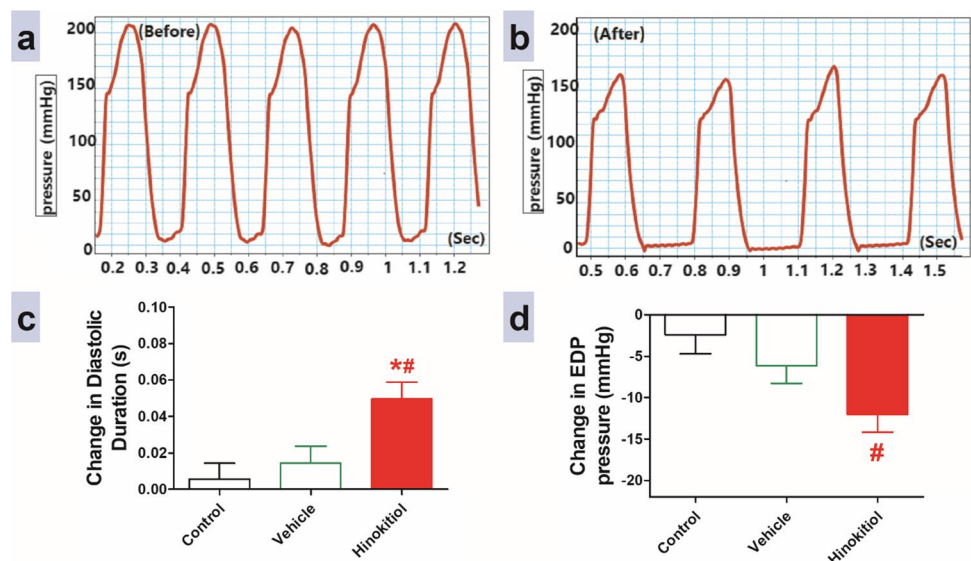 a
(Before)
200
150
100
50
0
pressure (mmHg)
(Sec)
0.2 0.3 0.4 0.5 0.6 0.7 0.8 0.9 1 1.1 1.2
b
(After)
200
150
100
50
0
pressure (mmHg)
(Sec)
0.5 0.6 0.7 0.8 0.9 1 1.1 1.2 1.3 1.4 1.5
c
Change in Diastolic
Duration (s)
0.10
0.08
0.06
0.04
0.02
0.00
*#
Control
Vehicle
Hinokitiol
d
Change in EDP
pressure (mmHg)
0
-5
-10
-15
-20
#
Control
Vehicle
Hinokitiol